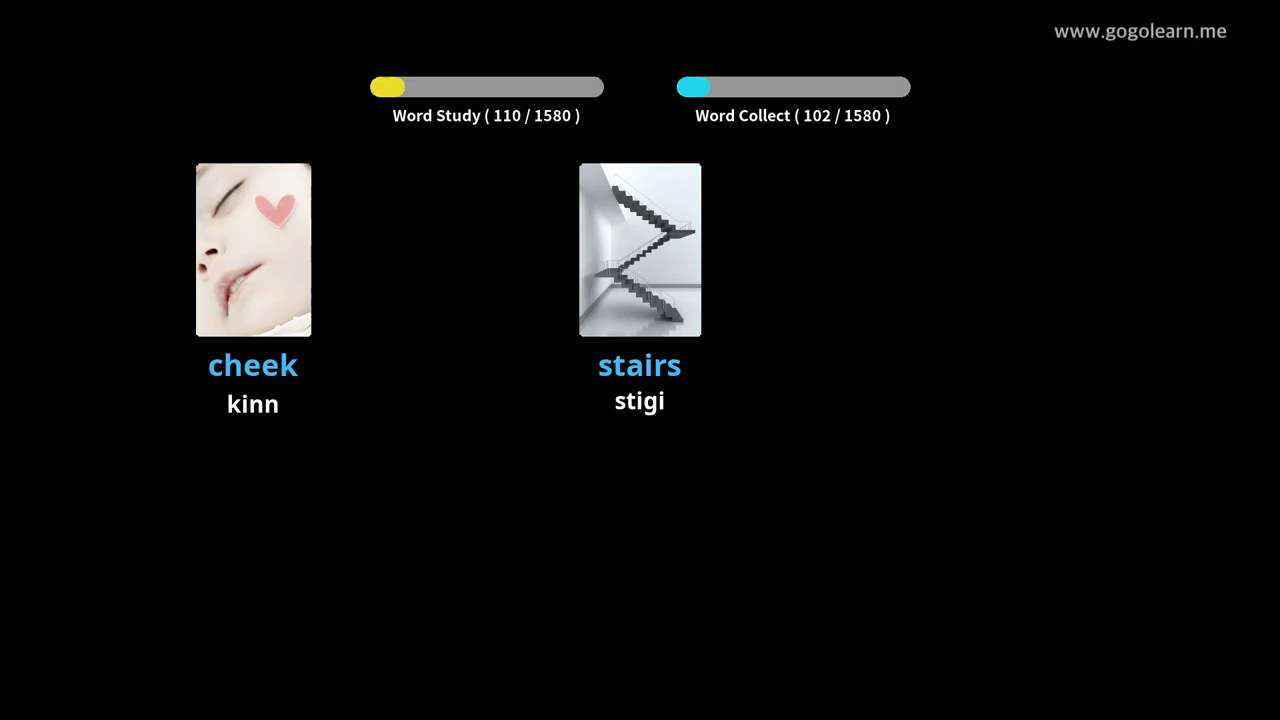 www.gogolearn.me
Word Study ( 110 / 1580 )
Word Collect ( 102 / 1580 )
cheek
kinn
stairs
stigi